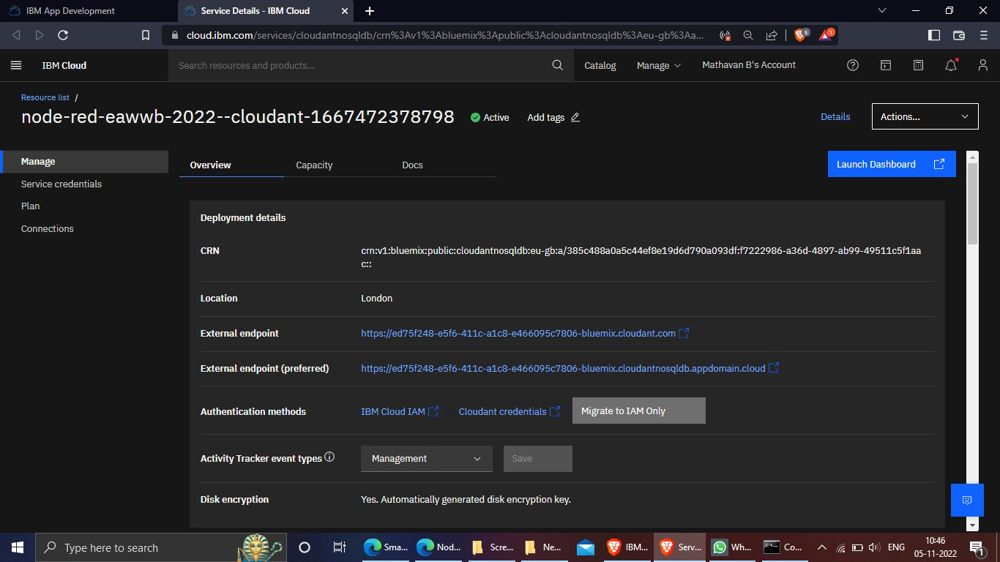 IBM App Development
Service Details - IBM Cloud
cloud.ibm.com/services/cloudantnosqldb/crn%3Av1%3Abluemix%3Apublic%3Acloudantnosqldb%3Aeu-gb%3Aa...
5
1
IBM Cloud
Search resources and products...
Catalog
Manage
Mathavan B's Account
Resource list /
node-red-eawwb-2022--cloudant-1667472378798
Active
Add tags
Details
Actions...
Manage
Service credentials
Plan
Connections
Overview
Capacity
Docs
Launch Dashboard
Deployment details
CRN
crn:v1:bluemix:public:cloudantnosqldb:eu-gb:a/385c488a0a5c44ef8e19d6d790a093df:f7222986-a36d-4897-ab99-49511c5f1aa
c::
Location
London
External endpoint
https://ed75f248-e5f6-411c-a1c8-e466095c7806-bluemix.cloudant.com
External endpoint (preferred)
https://ed75f248-e5f6-411c-a1c8-e466095c7806-bluemix.cloudantnosqldb.appdomain.cloud
Authentication methods
IBM Cloud IAM
Cloudant credentials
Migrate to IAM Only
Activity Tracker event types
Management
Save
Disk encryption
Yes. Automatically generated disk encryption key.
Type here to search
Sma...
Nod...
Scre...
Ne...
IBM...
Serv...
Wh...
Co...
ENG
10:46
05-11-2022
1